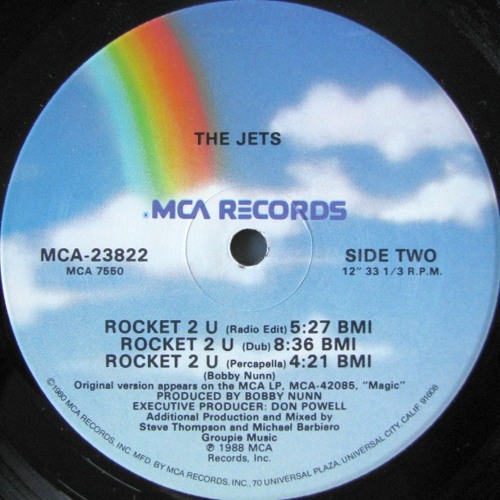 THE JETS
MCA RECORDS
MCA-23822
MCA 7550
SIDE TWO
12" 33 1/3 R.P.M.
ROCKET 2 U (Radio Edit) 5:27 BMI
ROCKET 2 U (Dub) 8:36 BMI
ROCKET 2 U (Percapella) 4:21 BMI
(Bobby Nunn)
Original version appears on the MCA LP, MCA-42085, "Magic"
PRODUCED BY BOBBY NUNN
EXECUTIVE PRODUCER: DON POWELL
Additional Production and Mixed by
Steve Thompson and Michael Barbiero
Groupie Music
℗ 1988 MCA
Records, Inc.
©1980 MCA RECORDS, INC. MFD. BY MCA RECORDS, INC., 70 UNIVERSAL PLAZA, UNIVERSAL CITY, CALIF. 91608